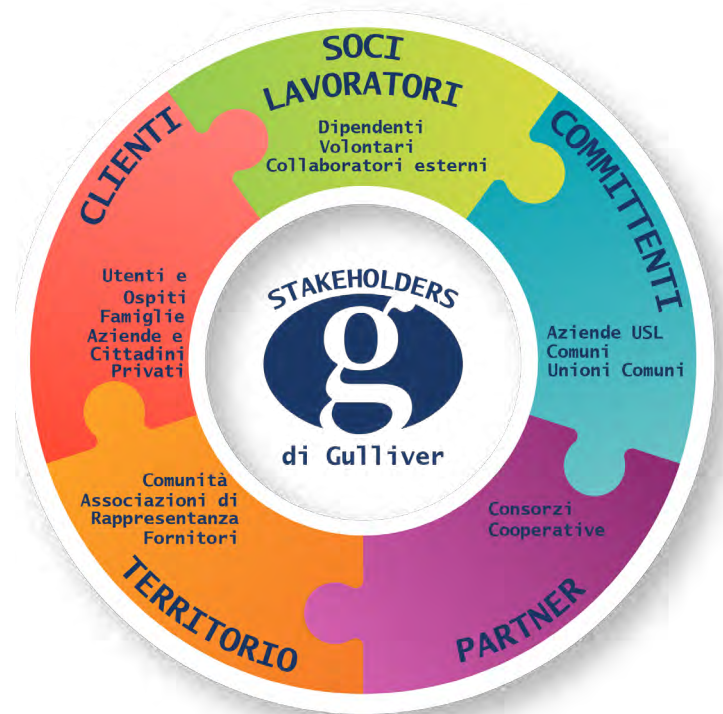 SOCI
LAVORATORI
Dipendenti
Volontari
Collaboratori esterni
COMMITTENTI
Aziende USL
Comuni
Unioni Comuni
PARTNER
Consorzi
Cooperative
TERRITORIO
Comunità
Associazioni di
Rappresentanza
Fornitori
CLIENTI
Utenti e
Ospiti
Famiglie
Aziende e
Cittadini
Privati
STAKEHOLDERS
g
di Gulliver